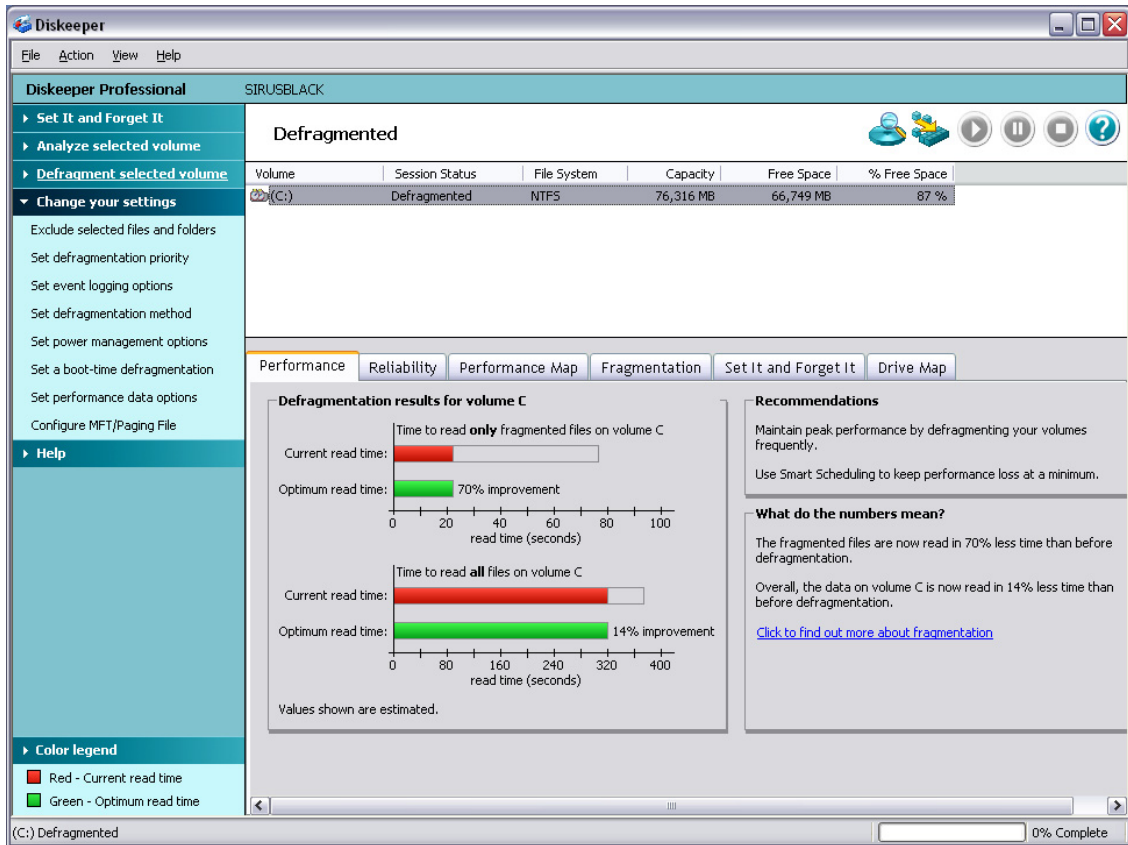 Diskeeper
File Action View Help
Diskeeper Professional SIRUSBLACK
Set It and Forget It
Analyze selected volume
Defragment selected volume
Change your settings
Exclude selected files and folders
Set defragmentation priority
Set event logging options
Set defragmentation method
Set power management options
Set a boot-time defragmentation
Set performance data options
Configure MFT/Paging File
Help
Defragmented
Volume Session Status File System Capacity Free Space % Free Space
(C:) Defragmented NTFS 76,316 MB 66,749 MB 87 %
Performance Reliability Performance Map Fragmentation Set It and Forget It Drive Map
Defragmentation results for volume C
Time to read only fragmented files on volume C
Current read time:
Optimum read time: 70% improvement
0 20 40 60 80 100
read time (seconds)
Time to read all files on volume C
Current read time:
Optimum read time: 14% improvement
0 80 160 240 320 400
read time (seconds)
Values shown are estimated.
Recommendations
Maintain peak performance by defragmenting your volumes
frequently.
Use Smart Scheduling to keep performance loss at a minimum.
What do the numbers mean?
The fragmented files are now read in 70% less time than before
defragmentation.
Overall, the data on volume C is now read in 14% less time than
before defragmentation.
Click to find out more about fragmentation
Color legend
Red - Current read time
Green - Optimum read time
(C:) Defragmented 0% Complete